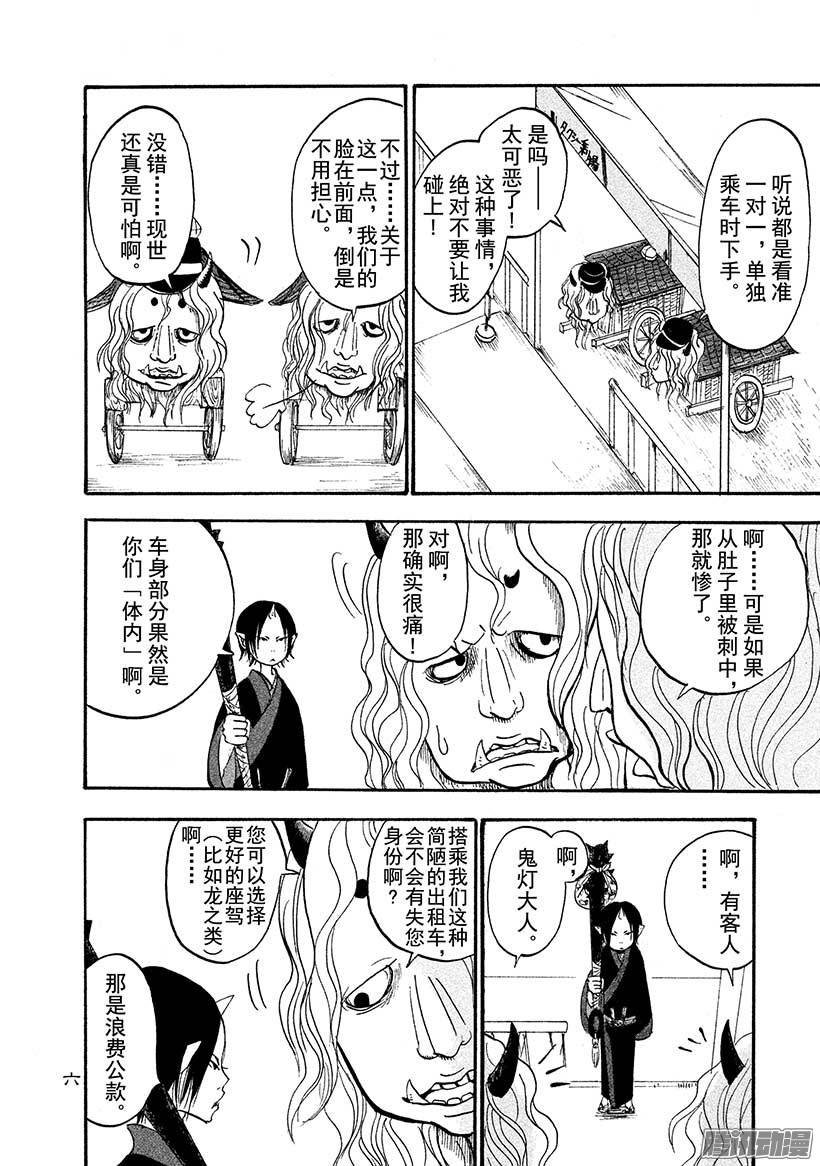 听说都是看准
一对一，单独
乘车时下手。
是吗——
太可恶了！
这种事情，
绝对不要让我
碰上！
不过……关于
这一点，我们的
脸在前面，倒是
不用担心。
没错……现世
还真是可怕啊。
啊……可是如果
从肚子里被刺中，
那就惨了。
对啊，
那确实很痛！
车身部分果然是
你们「体内」啊。
啊，有客人
……
啊，
鬼灯大人。
搭乘我们这种
简陋的出租车，
会不会有失您
身份啊？
您可以选择
更好的座驾
（比如龙之类）
啊……
那是浪费公款。
六
腾讯动漫